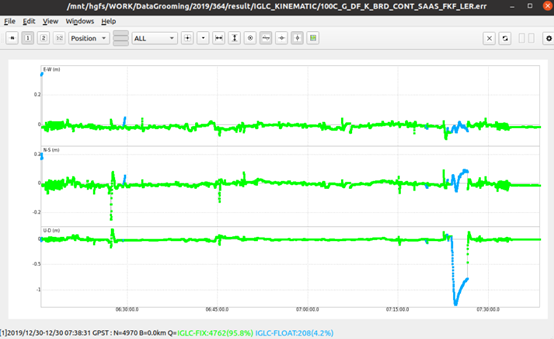 /mnt/hgfs/WORK/DataGrooming/2019/364/result/IGLC_KINEMATIC/100C_G_DF_K_BRD_CONT_SAAS_FKF_LER.err
File Edit View Windows Help
1 2 Position ALL
E-W (m)
0.2
0
N-S (m)
0.2
0
0.2
U-D (m)
0
-0.5
-1
06:30:00.0 06:45:00.0 07:00:00.0 07:15:00.0 07:30:00.0
[1]2019/12/30-12/30 07:38:31 GPST : N=4970 B=0.0km Q=IGLC-FIX:4762(95.8%) IGLC-FLOAT:208(4.2%)